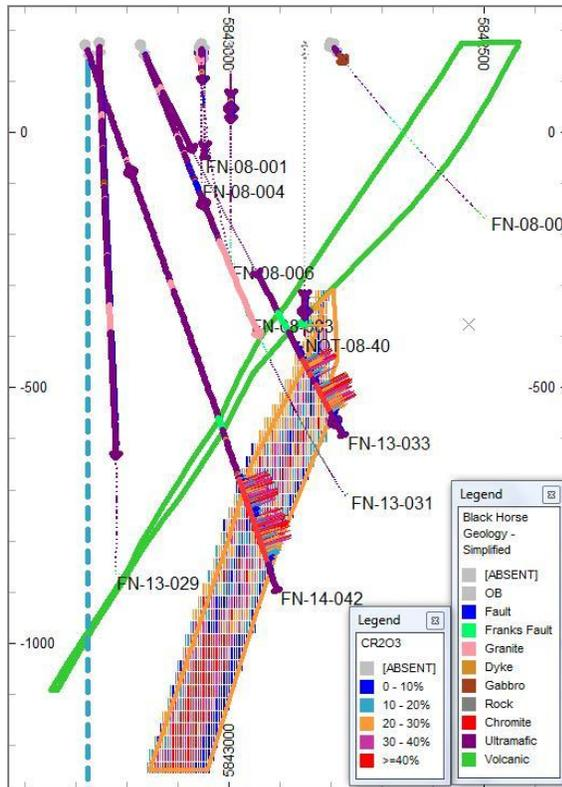 5843000
5843500
0
0
FN-08-001
FN-08-004
FN-08-00
FN-08-006
NOT-08-40
-500
-500
FN-13-033
FN-13-031
FN-13-029
FN-14-042
-1000
5843000
Legend
CR2O3
[ABSENT]
0 - 10%
10 - 20%
20 - 30%
30 - 40%
>=40%
Legend
Black Horse
Geology -
Simplified
[ABSENT]
OB
Fault
Franks Fault
Granite
Dyke
Gabbro
Rock
Chromite
Ultramafic
Volcanic